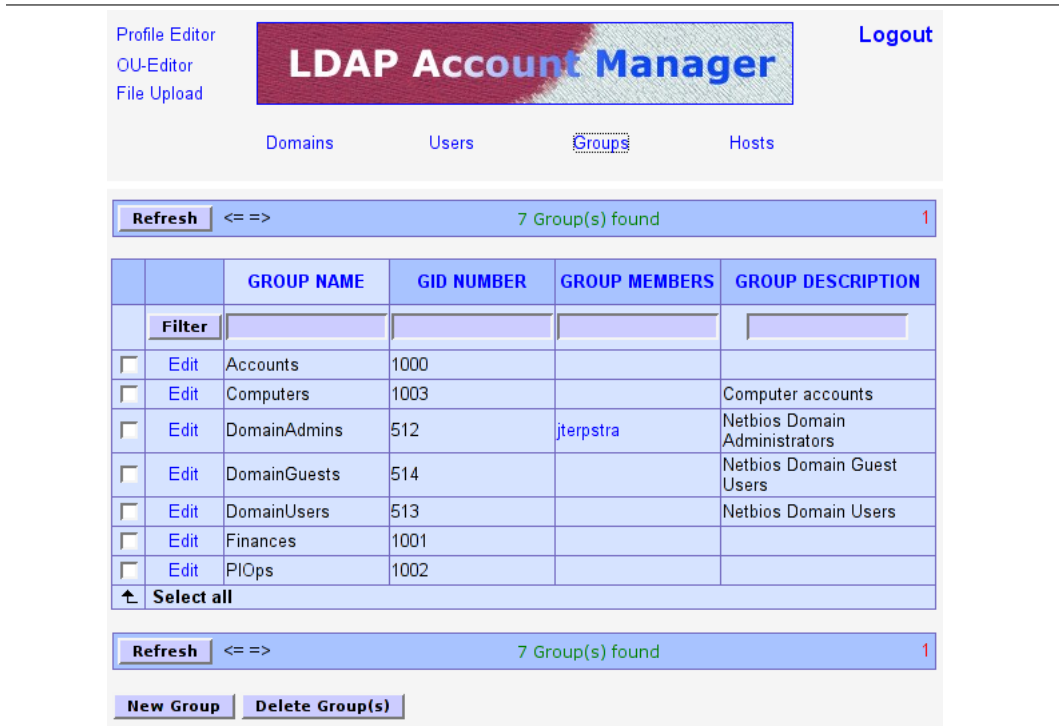 Profile Editor
OU-Editor
File Upload
LDAP Account Manager
Logout
Domains Users Groups Hosts
Refresh <= => 7 Group(s) found 1
GROUP NAME GID NUMBER GROUP MEMBERS GROUP DESCRIPTION
Filter
Edit Accounts 1000
Edit Computers 1003 Computer accounts
Edit DomainAdmins 512 jterpstra Netbios Domain
Administrators
Edit DomainGuests 514 Netbios Domain Guest
Users
Edit DomainUsers 513 Netbios Domain Users
Edit Finances 1001
Edit PIOps 1002
Select all
Refresh <= => 7 Group(s) found 1
New Group Delete Group(s)